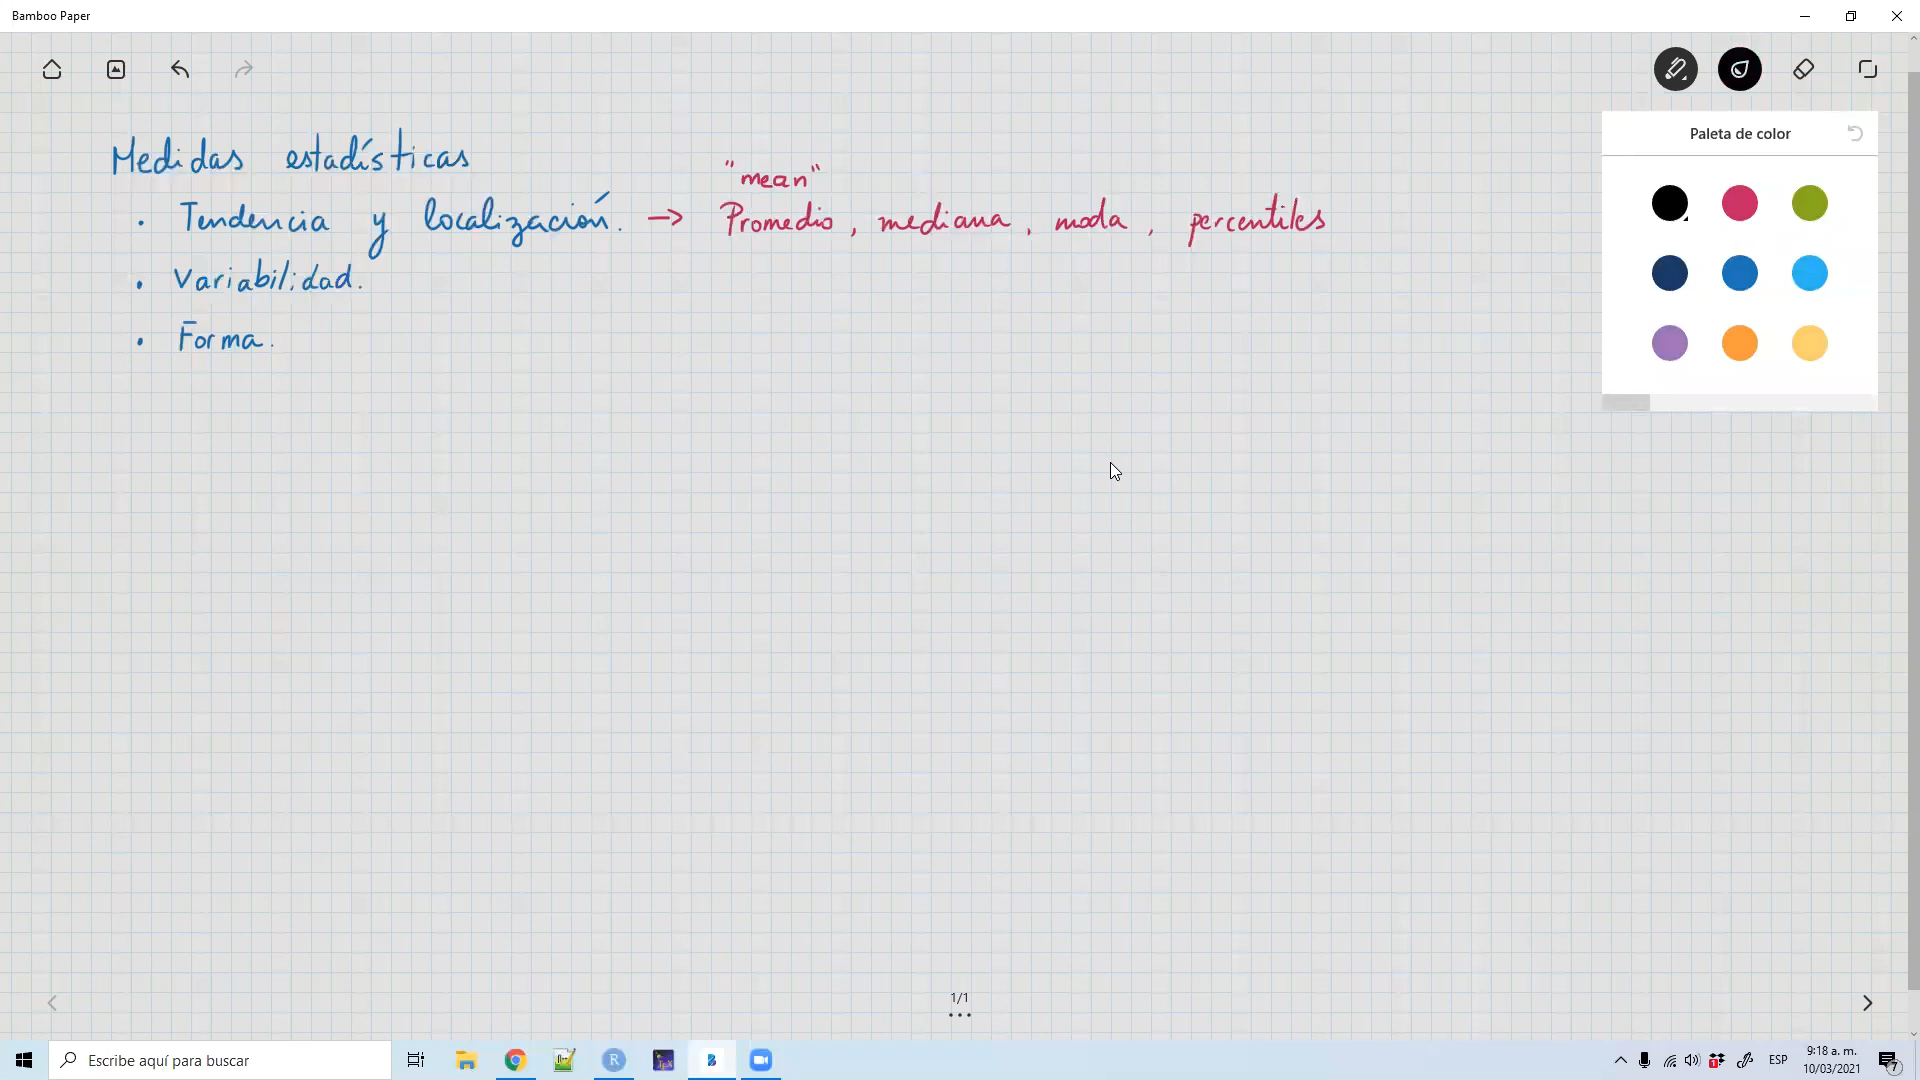 Bamboo Paper
Medidas estadísticas
"mean"
· Tendencia y localización. → Promedio, mediana, moda, percentiles
· Variabilidad.
· Forma.
Paleta de color
1/1
Escribe aquí para buscar
ESP
9:18 a. m.
10/03/2021
7